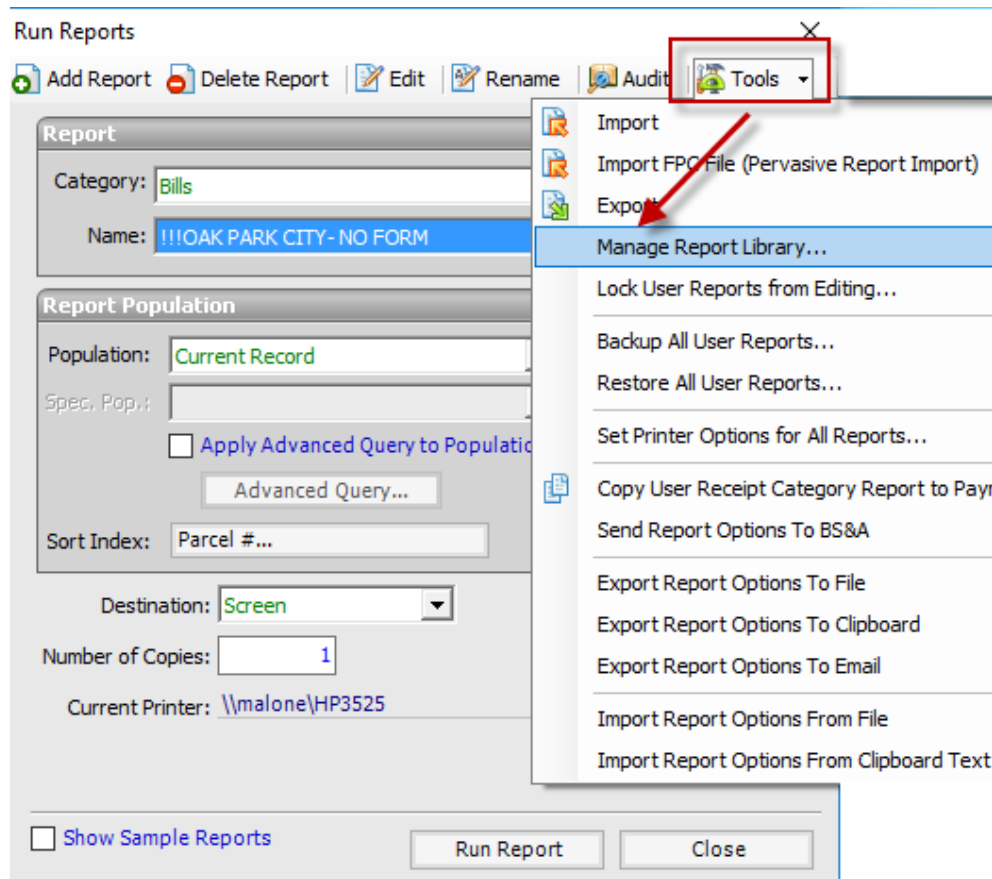 Run Reports
Add Report Delete Report Edit Rename Audit Tools
Report
Category: Bills
Name: !!!OAK PARK CITY- NO FORM
Report Population
Population: Current Record
Spec. Pop.:
Apply Advanced Query to Populatio
Advanced Query...
Sort Index: Parcel #...
Destination: Screen
Number of Copies: 1
Current Printer: \\malone\HP3525
Show Sample Reports
Run Report Close
Import
Import FPC File (Pervasive Report Import)
Export
Manage Report Library...
Lock User Reports from Editing...
Backup All User Reports...
Restore All User Reports...
Set Printer Options for All Reports...
Copy User Receipt Category Report to Payr
Send Report Options To BS&A
Export Report Options To File
Export Report Options To Clipboard
Export Report Options To Email
Import Report Options From File
Import Report Options From Clipboard Text